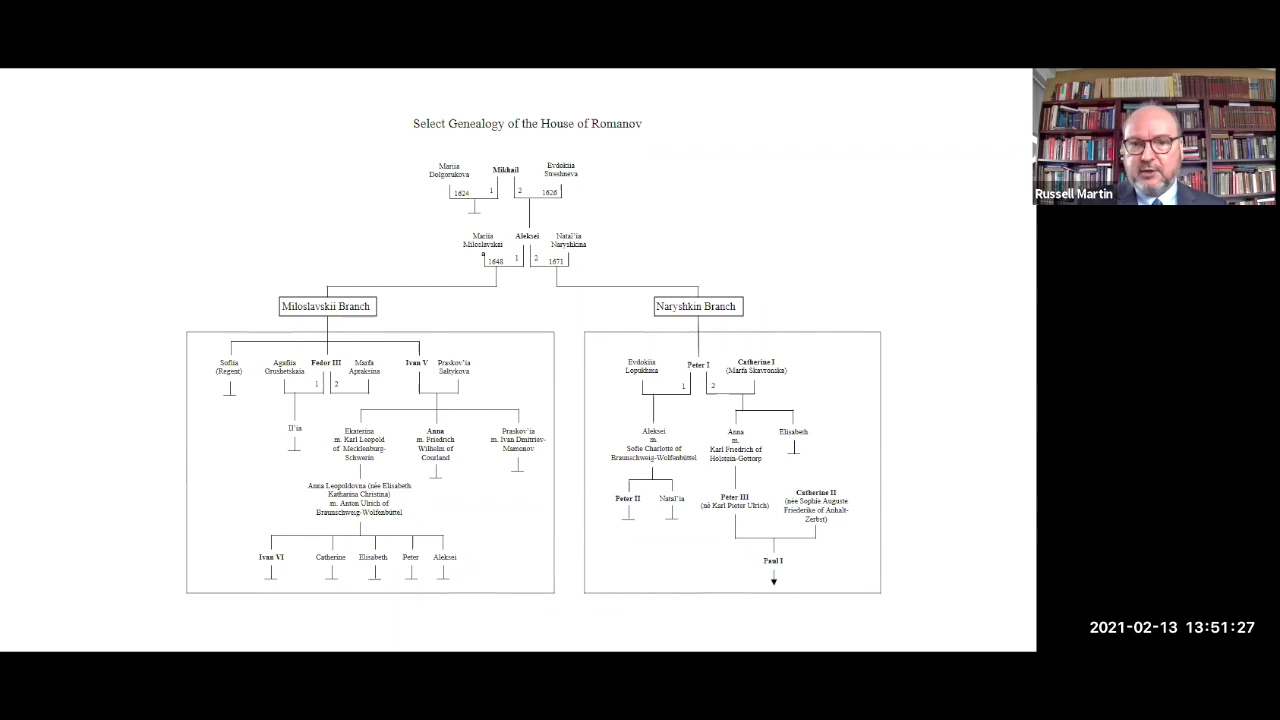 Select Genealogy of the House of Romanov
Russell Martin
Mariia
Dolgorukova
Mikhail
Evdokiia
Streshneva
1624
1
2
1626
Mariia
Miloslavskai
a
Aleksei
Natal'ia
Naryshkina
1648
1
2
1671
Miloslavskii Branch
Naryshkin Branch
Sofiia
(Regent)
Agafiia
Grushetskaia
Fedor III
Marfa
Apraksina
Ivan V
Praskov'ia
Saltykova
1
2
Il'ia
Ekaterina
m. Karl Leopold
of Mecklenburg-
Schwerin
Anna
m. Friedrich
Wilhelm of
Courland
Praskov'ia
m. Ivan Dmitriev-
Mamonov
Anna Leopoldovna (née Elisabeth
Katharina Christina)
m. Anton Ulrich of
Braunschweig-Wolfenbüttel
Ivan VI
Catherine
Elisabeth
Peter
Aleksei
Evdokiia
Lopukhina
Peter I
Catherine I
(Marfa Skavronska)
1
2
Aleksei
m.
Sofie Charlotte of
Braunschweig-Wolfenbüttel
Anna
m.
Karl Friedrich of
Holstein-Gottorp
Elisabeth
Peter II
Natal'ia
Peter III
(né Karl Pieter Ulrich)
Catherine II
(née Sophie Auguste
Friederike of Anhalt-
Zerbst)
Paul I
2021-02-13 13:51:27